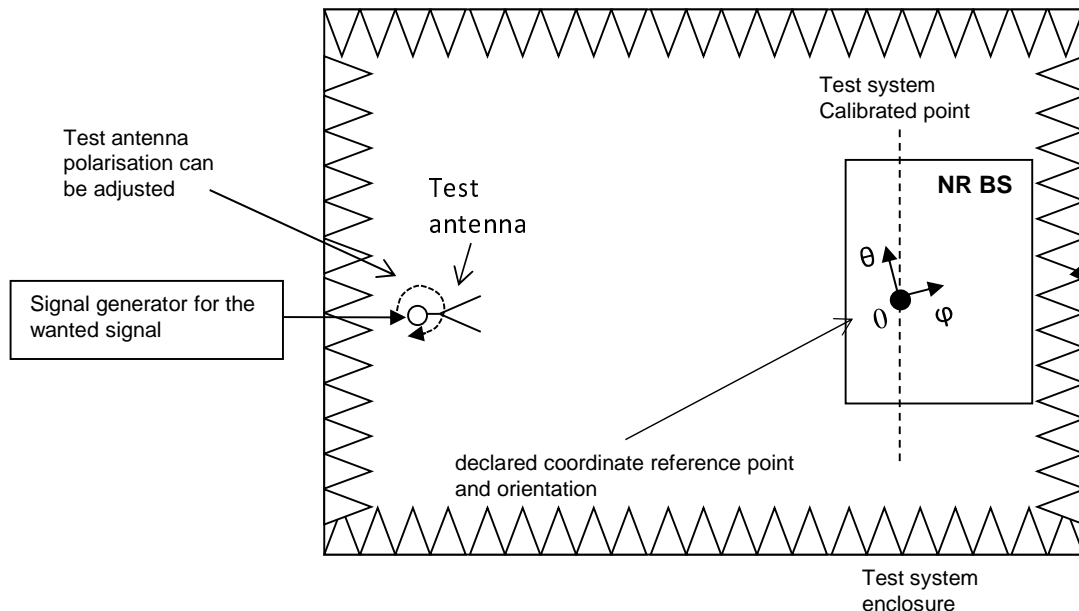 Test system
Calibrated point
Test antenna
polarisation can
be adjusted
NR BS
Test
antenna
θ
Signal generator for the
wanted signal
0
φ
declared coordinate reference point
and orientation
Test system
enclosure